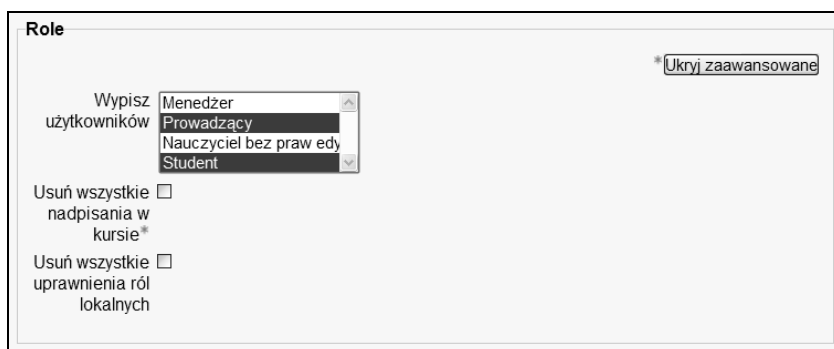 Role
*Ukryj zaawansowane
Wypisz
użytkowników
Menedżer
Prowadzący
Nauczyciel bez praw edy
Student
Usuń wszystkie
nadpisania w
kursie*
Usuń wszystkie
uprawnienia ról
lokalnych